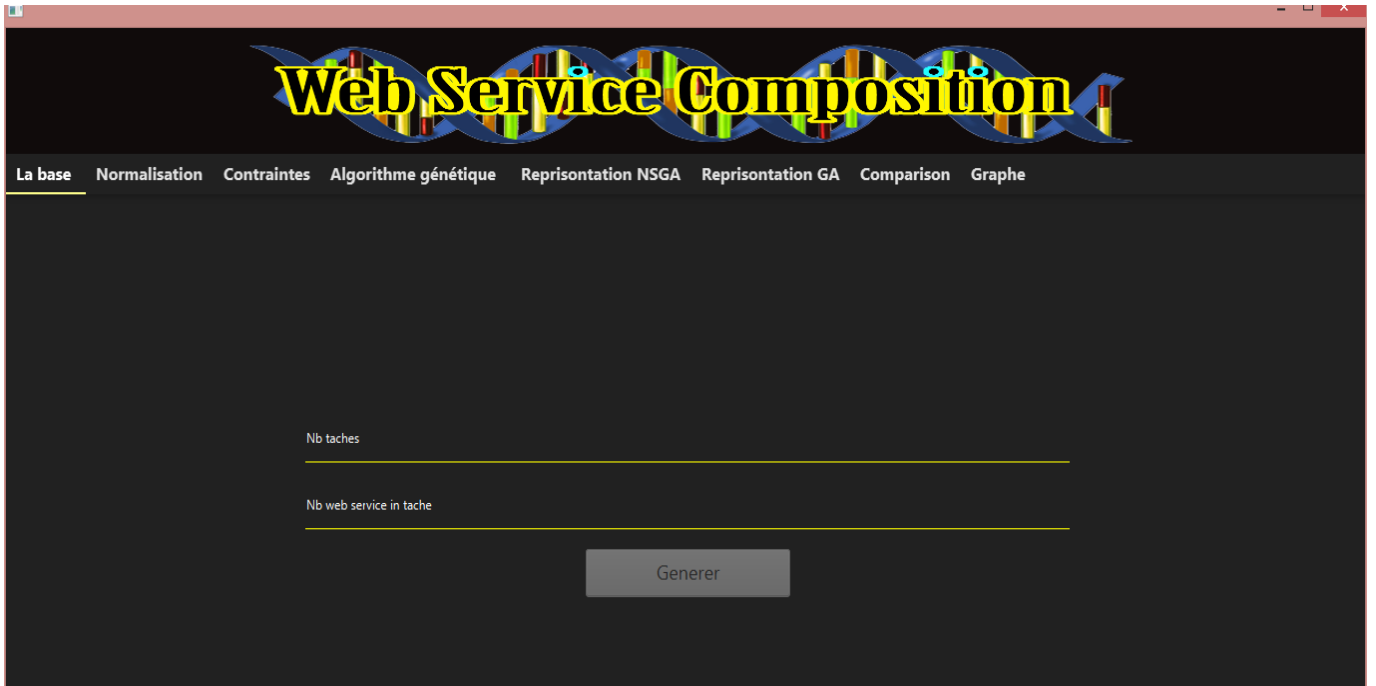 Web Service Composition
La base Normalisation Contraintes Algorithme génétique Reprisontation NSGA Reprisontation GA Comparison Graphe
Nb taches
Nb web service in tache
Generer